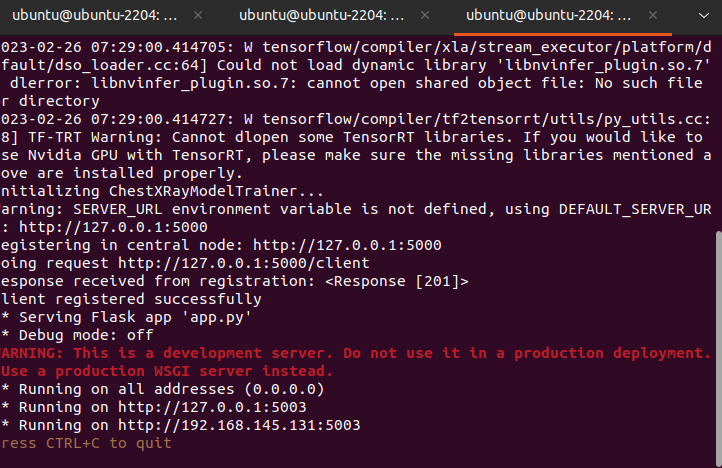 ubuntu@ubuntu-2204: ... × ubuntu@ubuntu-2204: ... × ubuntu@ubuntu-2204: ... ×
023-02-26 07:29:00.414705: W tensorflow/compiler/xla/stream_executor/platform/d
fault/dso_loader.cc:64] Could not load dynamic library 'libnvinfer_plugin.so.7'
dlerror: libnvinfer_plugin.so.7: cannot open shared object file: No such file
r directory
023-02-26 07:29:00.414727: W tensorflow/compiler/tf2tensorrt/utils/py_utils.cc:
8] TF-TRT Warning: Cannot dlopen some TensorRT libraries. If you would like to
se Nvidia GPU with TensorRT, please make sure the missing libraries mentioned a
ove are installed properly.
nitializing ChestXRayModelTrainer...
arning: SERVER_URL environment variable is not defined, using DEFAULT_SERVER_UR
: http://127.0.0.1:5000
egistering in central node: http://127.0.0.1:5000
oing request http://127.0.0.1:5000/client
esponse received from registration: <Response [201]>
lient registered successfully
* Serving Flask app 'app.py'
* Debug mode: off
ARNING: This is a development server. Do not use it in a production deployment.
Use a production WSGI server instead.
* Running on all addresses (0.0.0.0)
* Running on http://127.0.0.1:5003
* Running on http://192.168.145.131:5003
ress CTRL+C to quit